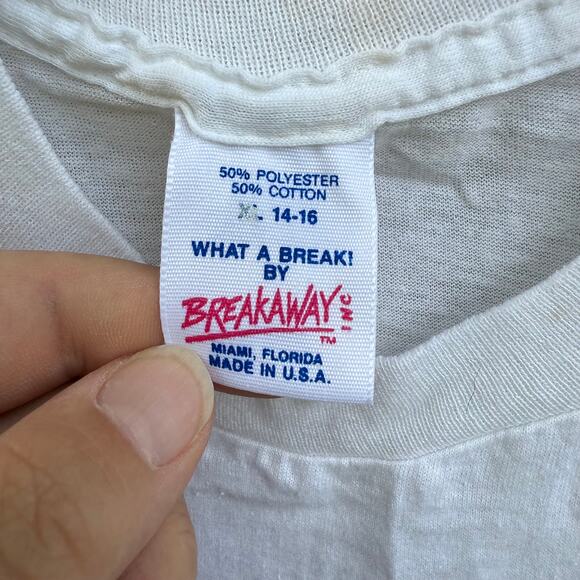 50% POLYESTER
50% COTTON
XL 14-16
WHAT A BREAK!
BY
BREAKAWAY INC
TM
MIAMI, FLORIDA
MADE IN U.S.A.